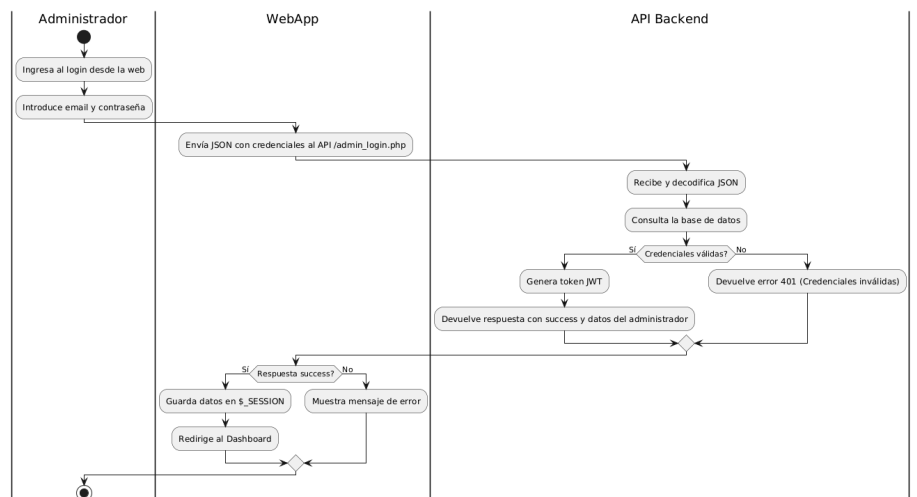 Administrador
WebApp
API Backend
Ingresa al login desde la web
Introduce email y contraseña
Envía JSON con credenciales al API /admin_login.php
Recibe y decodifica JSON
Consulta la base de datos
Sí
Credenciales válidas?
No
Genera token JWT
Devuelve error 401 (Credenciales inválidas)
Devuelve respuesta con success y datos del administrador
Sí
Respuesta success?
No
Guarda datos en $_SESSION
Muestra mensaje de error
Redirige al Dashboard